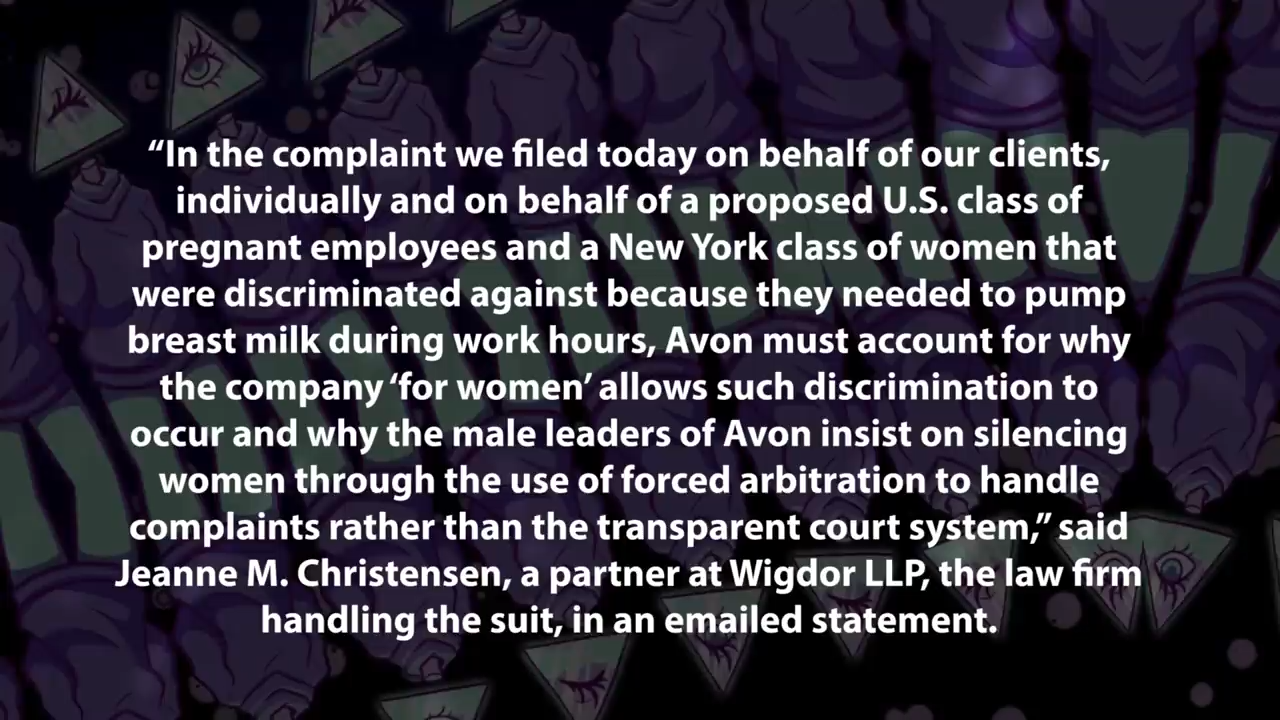 “In the complaint we filed today on behalf of our clients,
individually and on behalf of a proposed U.S. class of
pregnant employees and a New York class of women that
were discriminated against because they needed to pump
breast milk during work hours, Avon must account for why
the company ‘for women’ allows such discrimination to
occur and why the male leaders of Avon insist on silencing
women through the use of forced arbitration to handle
complaints rather than the transparent court system,” said
Jeanne M. Christensen, a partner at Wigdor LLP, the law firm
handling the suit, in an emailed statement.